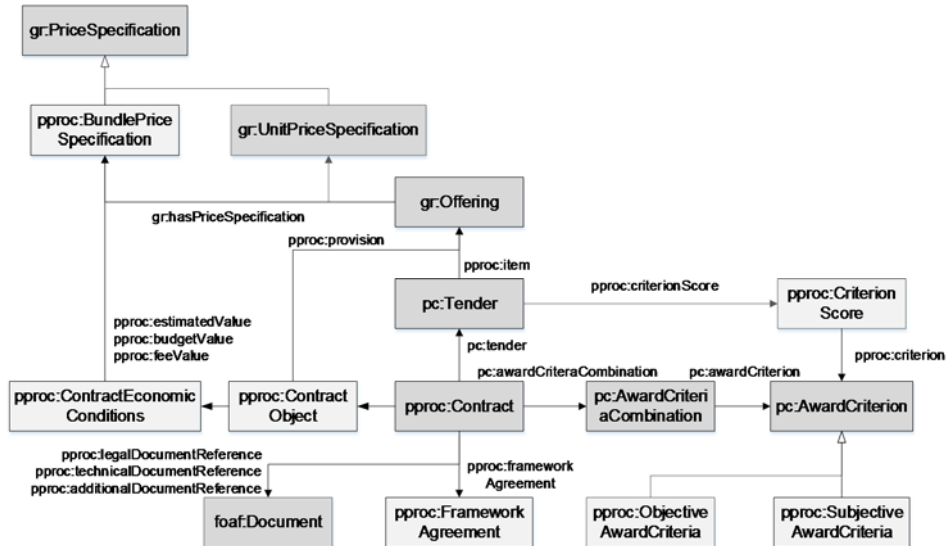 gr:PriceSpecification
pproc:BundlePrice
Specification
gr:UnitPriceSpecification
gr:Offering
gr:hasPriceSpecification
pproc:provision
pproc:item
pproc:criterionScore
pc:Tender
pproc:Criterion
Score
pproc:estimatedValue
pproc:budgetValue
pproc:feeValue
pc:tender
pproc:criterion
pc:awardCriteraCombination
pc:awardCriterion
pproc:ContractEconomic
Conditions
pproc:Contract
Object
pproc:Contract
pc:AwardCriteri
aCombination
pc:AwardCriterion
pproc:legalDocumentReference
pproc:technicalDocumentReference
pproc:additionalDocumentReference
pproc:framework
Agreement
foaf:Document
pproc:Framework
Agreement
pproc:Objective
AwardCriteria
pproc:Subjective
AwardCriteria